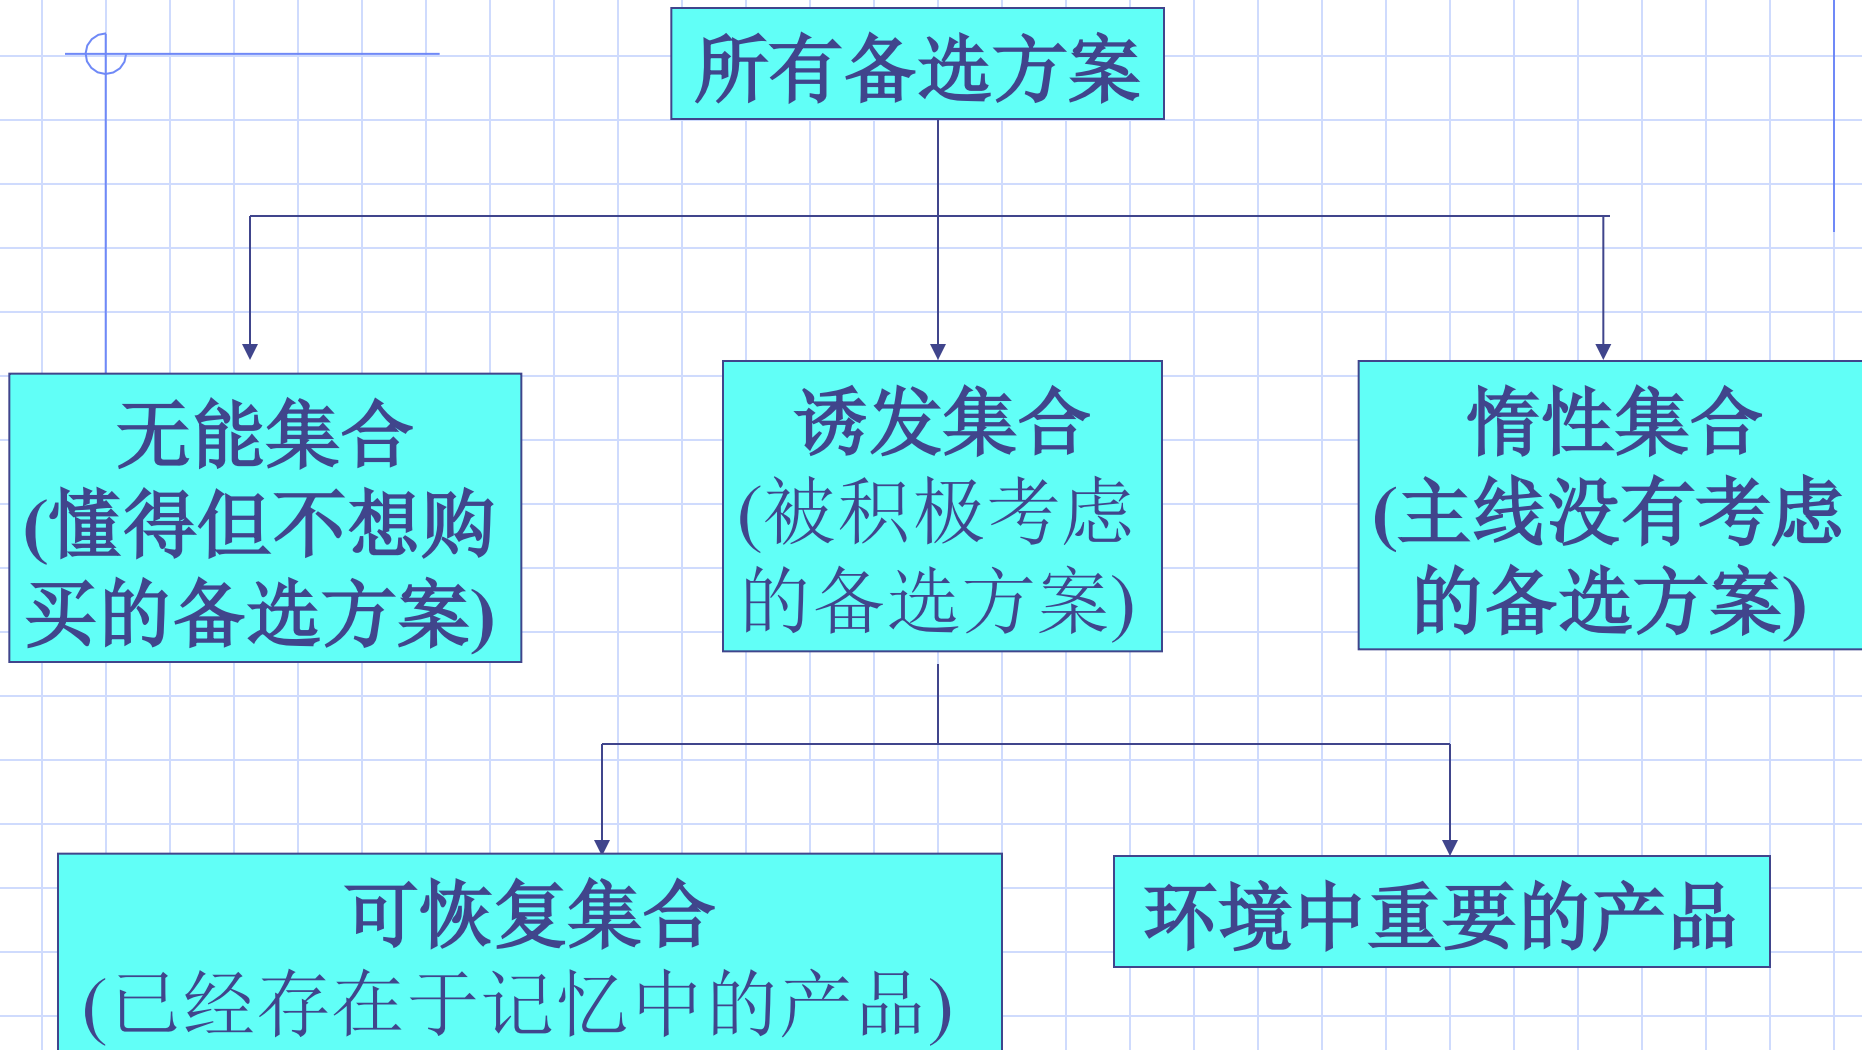 所有备选方案
无能集合
(懂得但不想购
买的备选方案)
诱发集合
(被积极考虑
的备选方案)
惰性集合
(主线没有考虑
的备选方案)
可恢复集合
(已经存在于记忆中的产品)
环境中重要的产品